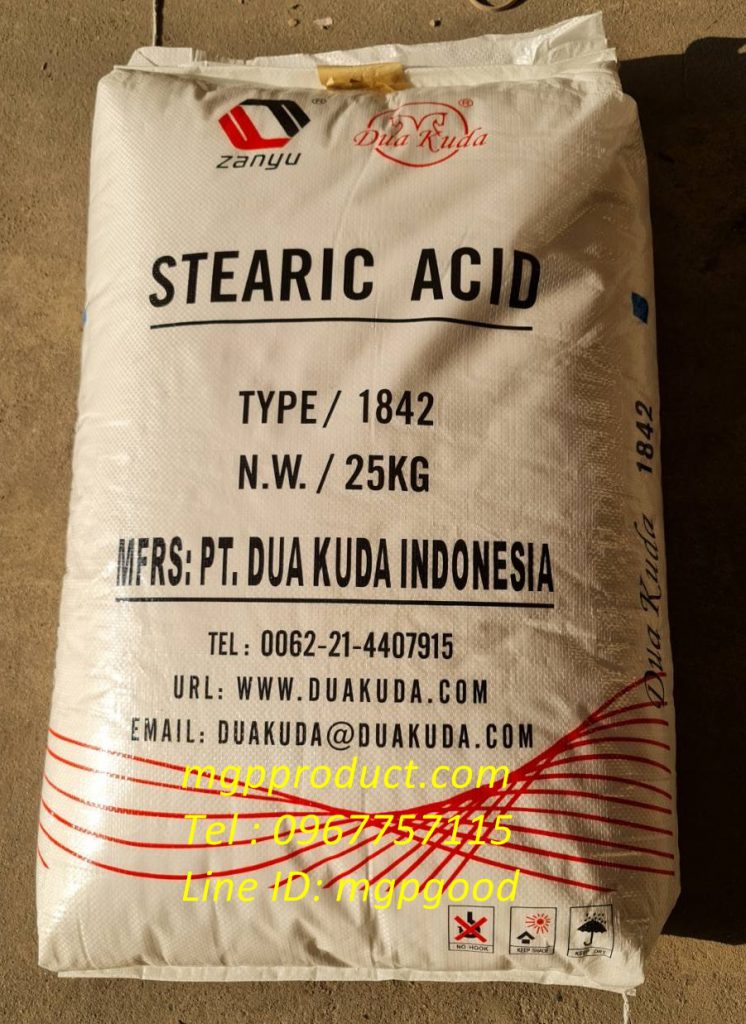 zanyu ®
Dua Kuda ®
STEARIC ACID
TYPE/ 1842
N.W. / 25KG
MFRS: PT. DUA KUDA INDONESIA
TEL: 0062-21-4407915
URL: WWW.DUAKUDA.COM
EMAIL: DUAKUDA@DUAKUDA.COM
mgpproduct.com
Tel : 0967757115
Line ID: mgpgood
NO HOOK
KEEP SHADE
KEEP DRY
Dua Kuda 1842